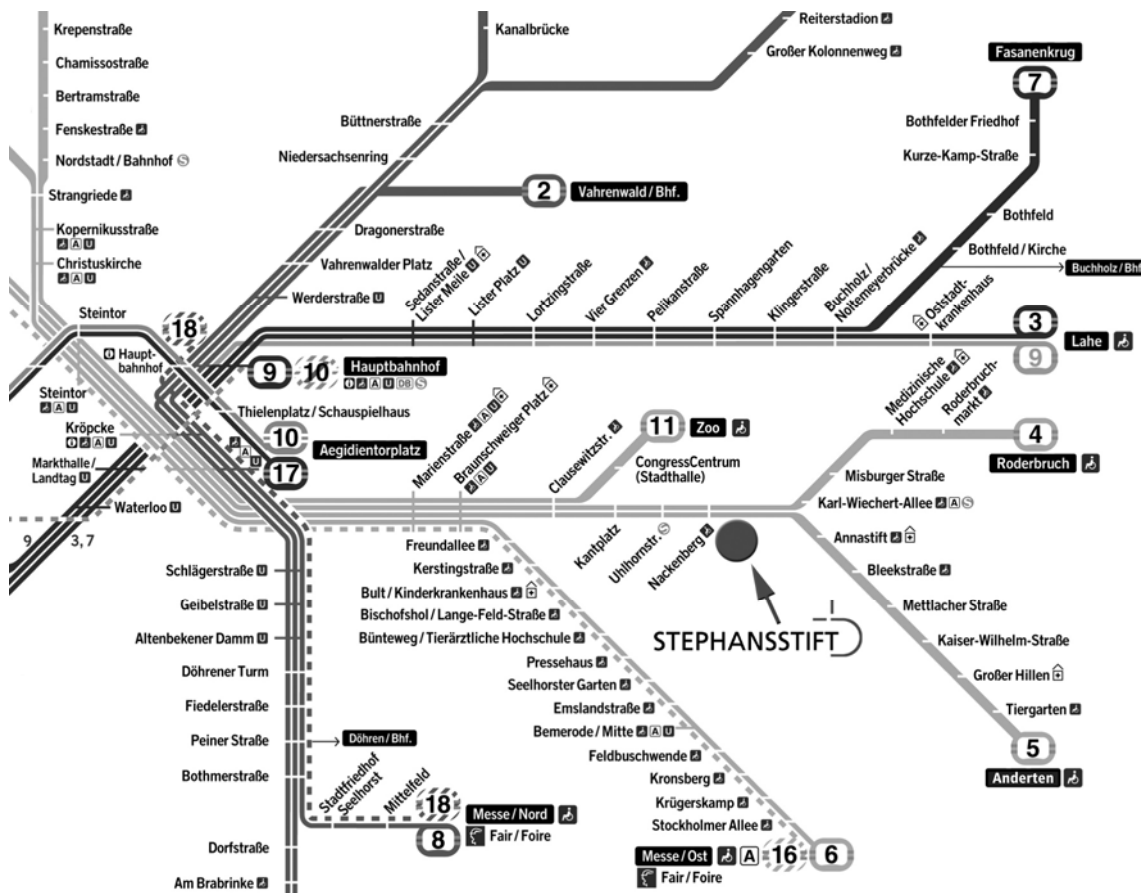 Krepenstraße
Chamissostraße
Bertramstraße
Fenskestraße
Nordstadt / Bahnhof S
Strangriede
Kopernikusstraße
A U
Christuskirche
A U
Kanalbrücke
Reiterstadion
Großer Kolonnenweg
Büttnerstraße
Niedersachsenring
2
Vahrenwald / Bhf.
Dragonerstraße
Vahrenwalder Platz
Werderstraße U
Fasanenkrug
7
Bothfelder Friedhof
Kurze-Kamp-Straße
Bothfeld
Bothfeld / Kirche
Buchholz / Bhf
Sedanstraße /
Lister Meile U
Lister Platz U
Lortzingstraße
Vier Grenzen
Pelikanstraße
Spannhagengarten
Klingerstraße
Buchholz /
Noltemeyerbrücke
Oststadt-
krankenhaus
3
9
Lahe
Steintor
18
Haupt-
bahnhof
9
10
Hauptbahnhof
A U DB S
Steintor
A U
Thielenplatz / Schauspielhaus
10
Aegidientorplatz
17
A
U
Kröpcke
A U
Markthalle /
Landtag U
Waterloo U
9
3,7
Marienstraße A U
Braunschweiger Platz
A U
Clausewitzstr.
11
Zoo
CongressCentrum
(Stadthalle)
Medizinische
Hochschule
Roderbruch-
markt
4
Roderbruch
Misburger Straße
Karl-Wiechert-Allee A S
Kantplatz
Uhlhornstr. S
Nackenberg
STEPHANSSTIFT
Annastift
Bleekstraße
Mettlacher Straße
Kaiser-Wilhelm-Straße
Großer Hillen
Tiergarten
5
Anderten
Freundallee
Kerstingstraße
Bult / Kinderkrankenhaus
Bischofshol / Lange-Feld-Straße
Bünteweg / Tierärztliche Hochschule
Pressehaus
Seelhorster Garten
Emslandstraße
Bemerode / Mitte A U
Feldbuschwende
Kronsberg
Krügerskamp
Stockholmer Allee
Messe / Ost A 16 6
Fair / Foire
Schlägerstraße U
Geibelstraße U
Altenbekener Damm U
Döhrener Turm
Fiedelerstraße
Peiner Straße
Döhren / Bhf.
Bothmerstraße
Stadtfriedhof
Seelhorst
Mittelfeld
18
8
Messe / Nord
Fair / Foire
Dorfstraße
Am Brabrinke